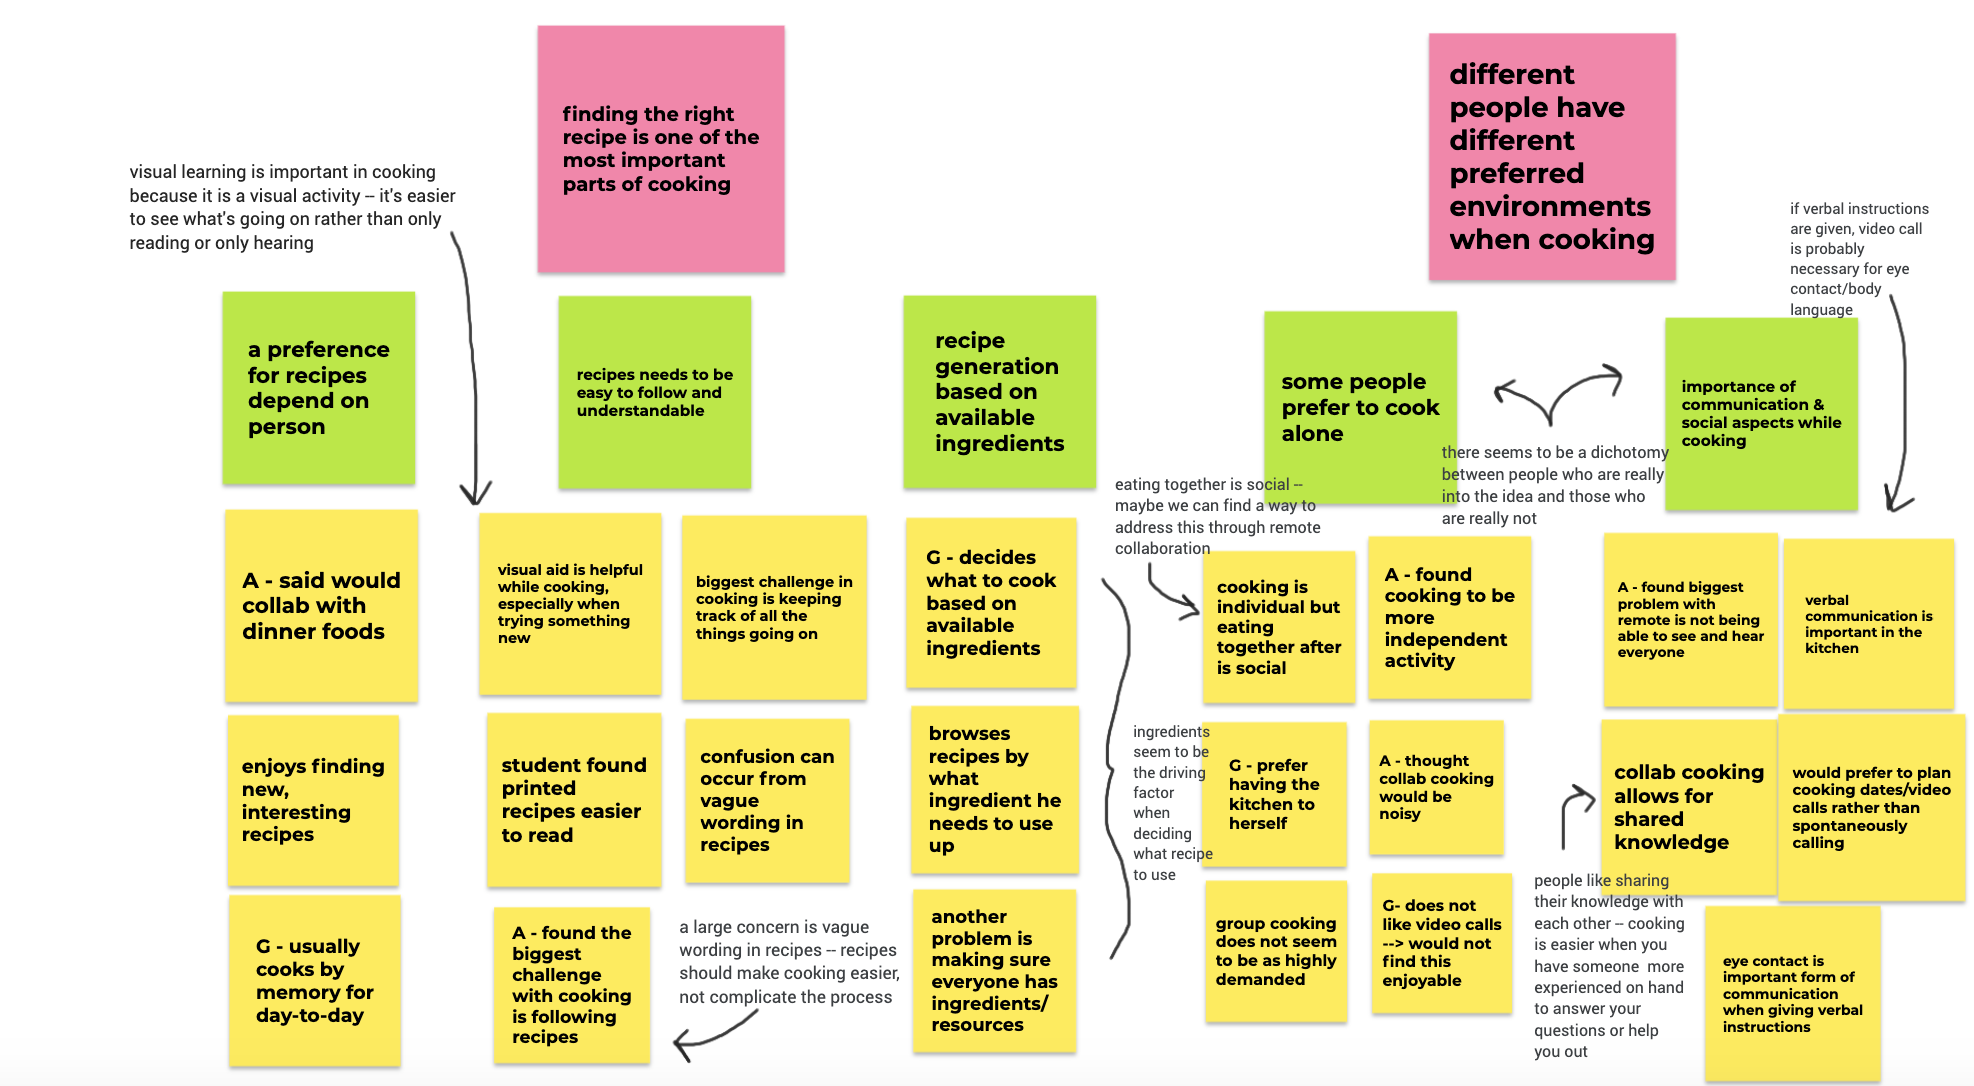 finding the right
recipe is one of the
most important
parts of cooking
different
people have
different
preferred
environments
when cooking
visual learning is important in cooking
because it is a visual activity -- it's easier
to see what's going on rather than only
reading or only hearing
if verbal instructions
are given, video call
is probably
necessary for eye
contact/body
language
a preference
for recipes
depend on
person
recipes needs to be
easy to follow and
understandable
recipe
generation
based on
available
ingredients
some people
prefer to cook
alone
importance of
communication &
social aspects while
cooking
there seems to be a dichotomy
between people who are really
into the idea and those who
are really not
eating together is social --
maybe we can find a way to
address this through remote
collaboration
A - said would
collab with
dinner foods
visual aid is helpful
while cooking,
especially when
trying something
new
biggest challenge in
cooking is keeping
track of all the
things going on
G - decides
what to cook
based on
available
ingredients
cooking is
individual but
eating
together after
is social
A - found
cooking to be
more
independent
activity
A - found biggest
problem with
remote is not being
able to see and hear
everyone
verbal
communication is
important in the
kitchen
enjoys finding
new,
interesting
recipes
student found
printed
recipes easier
to read
confusion can
occur from
vague
wording in
recipes
browses
recipes by
what
ingredient he
needs to use
up
ingredients
seem to be
the driving
factor
when
deciding
what recipe
to use
G - prefer
having the
kitchen to
herself
A - thought
collab cooking
would be
noisy
collab cooking
allows for
shared
knowledge
would prefer to plan
cooking dates/video
calls rather than
spontaneously
calling
G - usually
cooks by
memory for
day-to-day
A - found the
biggest
challenge
with cooking
is following
recipes
a large concern is vague
wording in recipes -- recipes
should make cooking easier,
not complicate the process
another
problem is
making sure
everyone has
ingredients/
resources
group cooking
does not seem
to be as highly
demanded
G- does not
like video calls
--> would not
find this
enjoyable
people like sharing
their knowledge with
each other -- cooking
is easier when you
have someone more
experienced on hand
to answer your
questions or help
you out
eye contact is
important form of
communication
when giving verbal
instructions